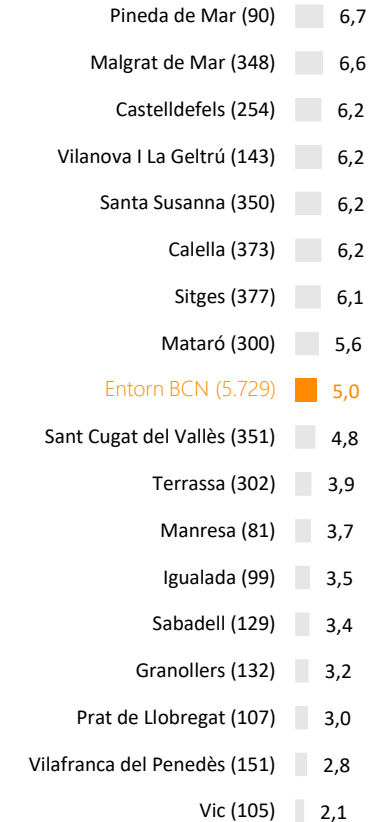 Pineda de Mar (90) 6,7
Malgrat de Mar (348) 6,6
Castelldefels (254) 6,2
Vilanova I La Geltrú (143) 6,2
Santa Susanna (350) 6,2
Calella (373) 6,2
Sitges (377) 6,1
Mataró (300) 5,6
Entorn BCN (5.729) 5,0
Sant Cugat del Vallès (351) 4,8
Terrassa (302) 3,9
Manresa (81) 3,7
Igualada (99) 3,5
Sabadell (129) 3,4
Granollers (132) 3,2
Prat de Llobregat (107) 3,0
Vilafranca del Penedès (151) 2,8
Vic (105) 2,1